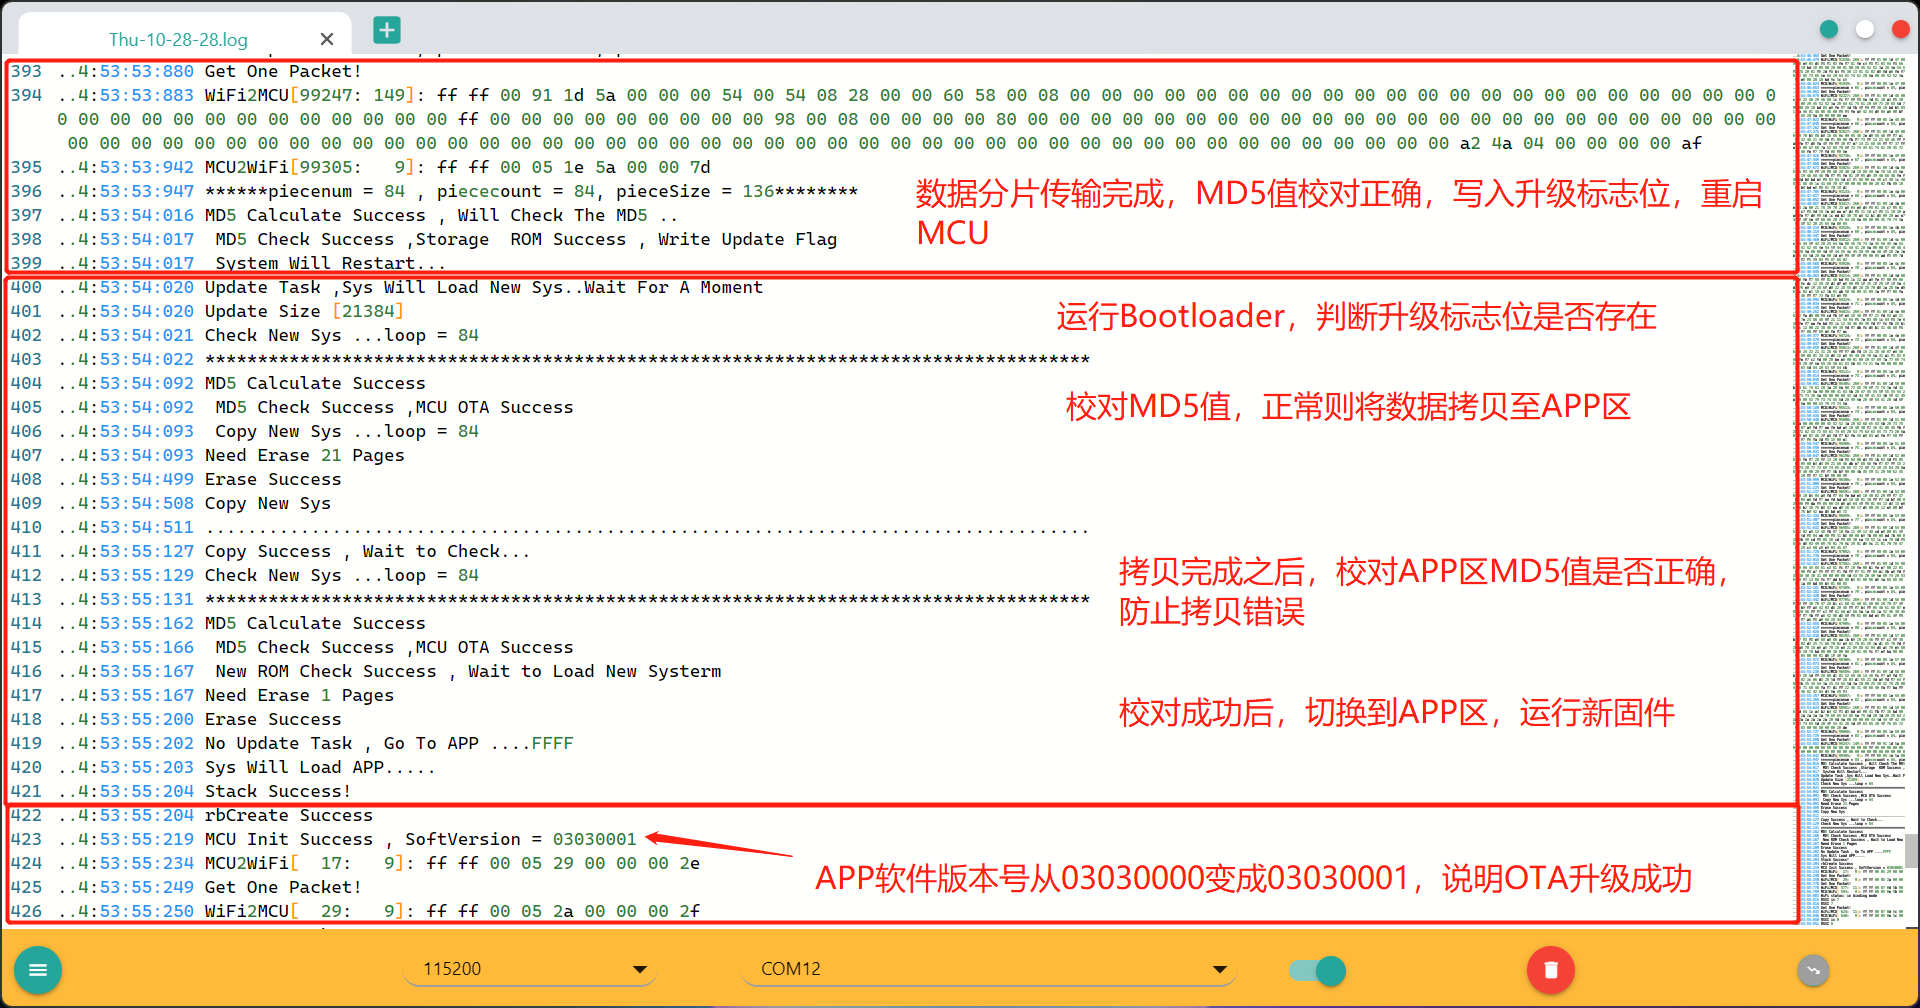 Thu-10-28-28.log
393 ..4:53:53:880 Get One Packet!
394 ..4:53:53:883 WiFi2MCU[99247: 149]: ff ff 00 91 1d 5a 00 00 00 54 00 54 08 28 00 00 60 58 00 08 00 00 00 00 00 00 00 00 00 00 00 00 00 00 00 00 00 00 00 00 00 00 0
0 00 00 00 00 00 00 00 00 00 00 00 00 ff 00 00 00 00 00 00 00 00 00 98 00 08 00 00 00 00 80 00 00 00 00 00 00 00 00 00 00 00 00 00 00 00 00 00 00 00 00 00 00 00 00
00 00 00 00 00 00 00 00 00 00 00 00 00 00 00 00 00 00 00 00 00 00 00 00 00 00 00 00 00 00 00 00 00 00 00 00 00 00 00 00 00 00 00 00 a2 4a 04 00 00 00 00 af
395 ..4:53:53:942 MCU2WiFi[99305:   9]: ff ff 00 05 1e 5a 00 00 7d
396 ..4:53:53:947 ******piecenum = 84 , piececount = 84, pieceSize = 136********
数据分片传输完成，MD5值校对正确，写入升级标志位，重启
MCU
397 ..4:53:54:016 MD5 Calculate Success , Will Check The MD5 ..
398 ..4:53:54:017  MD5 Check Success ,Storage  ROM Success , Write Update Flag
399 ..4:53:54:017  System Will Restart...
400 ..4:53:54:020 Update Task ,Sys Will Load New Sys..Wait For A Moment
401 ..4:53:54:020 Update Size [21384]
运行Bootloader，判断升级标志位是否存在
402 ..4:53:54:021 Check New Sys ...loop = 84
403 ..4:53:54:022 ************************************************************************************
404 ..4:53:54:092 MD5 Calculate Success
405 ..4:53:54:092  MD5 Check Success ,MCU OTA Success
校对MD5值，正常则将数据拷贝至APP区
406 ..4:53:54:093  Copy New Sys ...loop = 84
407 ..4:53:54:093 Need Erase 21 Pages
408 ..4:53:54:499 Erase Success
409 ..4:53:54:508 Copy New Sys
410 ..4:53:54:511 ....................................................................................
411 ..4:53:55:127 Copy Success , Wait to Check...
412 ..4:53:55:129 Check New Sys ...loop = 84
拷贝完成之后，校对APP区MD5值是否正确，
防止拷贝错误
413 ..4:53:55:131 ************************************************************************************
414 ..4:53:55:162 MD5 Calculate Success
415 ..4:53:55:166  MD5 Check Success ,MCU OTA Success
416 ..4:53:55:167  New ROM Check Success , Wait to Load New Systerm
417 ..4:53:55:167 Need Erase 1 Pages
418 ..4:53:55:200 Erase Success
校对成功后，切换到APP区，运行新固件
419 ..4:53:55:202 No Update Task , Go To APP ....FFFF
420 ..4:53:55:203 Sys Will Load APP.....
421 ..4:53:55:204 Stack Success!
422 ..4:53:55:204 rbCreate Success
423 ..4:53:55:219 MCU Init Success , SoftVersion = 03030001
424 ..4:53:55:234 MCU2WiFi[  17:   9]: ff ff 00 05 29 00 00 00 2e
APP软件版本号从03030000变成03030001，说明OTA升级成功
425 ..4:53:55:249 Get One Packet!
426 ..4:53:55:250 WiFi2MCU[  29:   9]: ff ff 00 05 2a 00 00 00 2f
115200
COM12